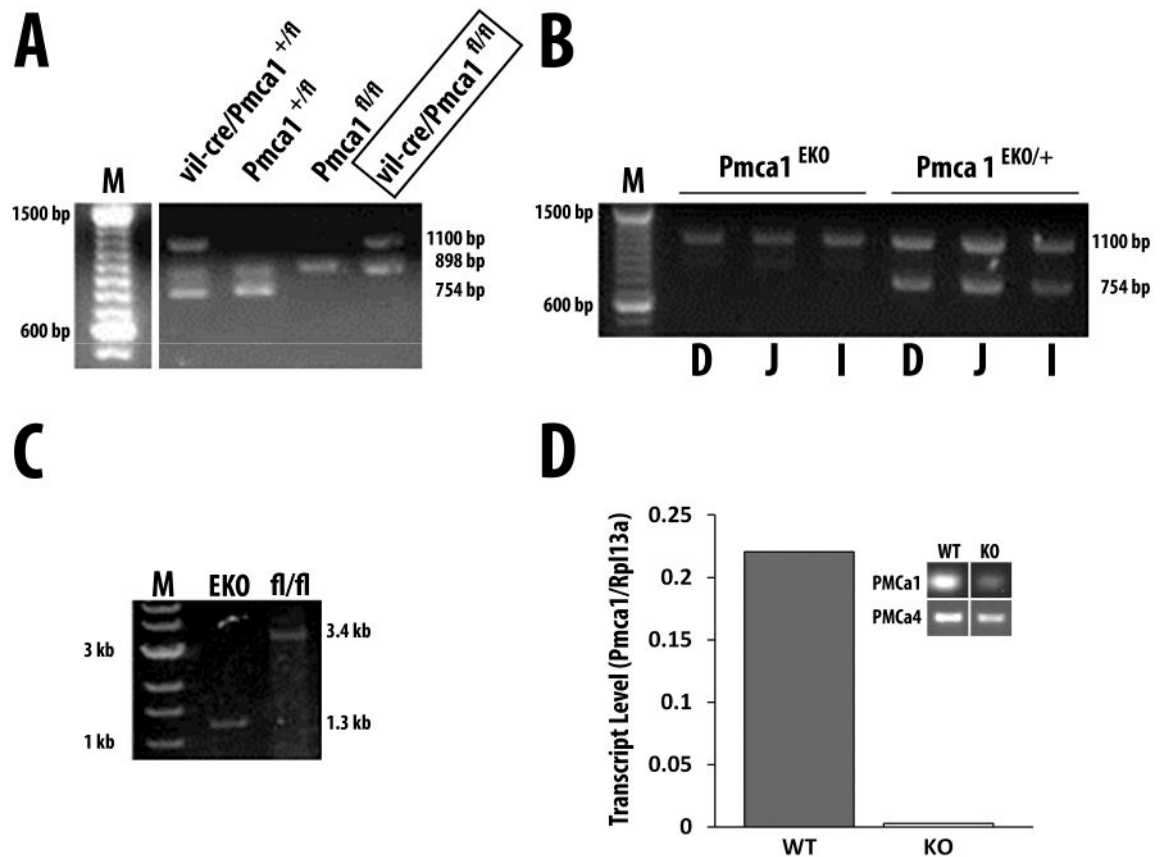 A
M
vil-cre/Pmca1 +/fl
Pmca1 +/fl
Pmca1 fl/fl
vil-cre/Pmca1 fl/fl
1500 bp
600 bp
1100 bp
898 bp
754 bp
B
M
Pmca1 EKO
Pmca 1 EKO/+
1500 bp
600 bp
1100 bp
754 bp
D J I D J I
C
M EKO fl/fl
3 kb
1 kb
3.4 kb
1.3 kb
D
Transcript Level (Pmca1/Rpl13a)
0.25
0.2
0.15
0.1
0.05
0
WT KO
WT KO
PMCa1
PMCa4